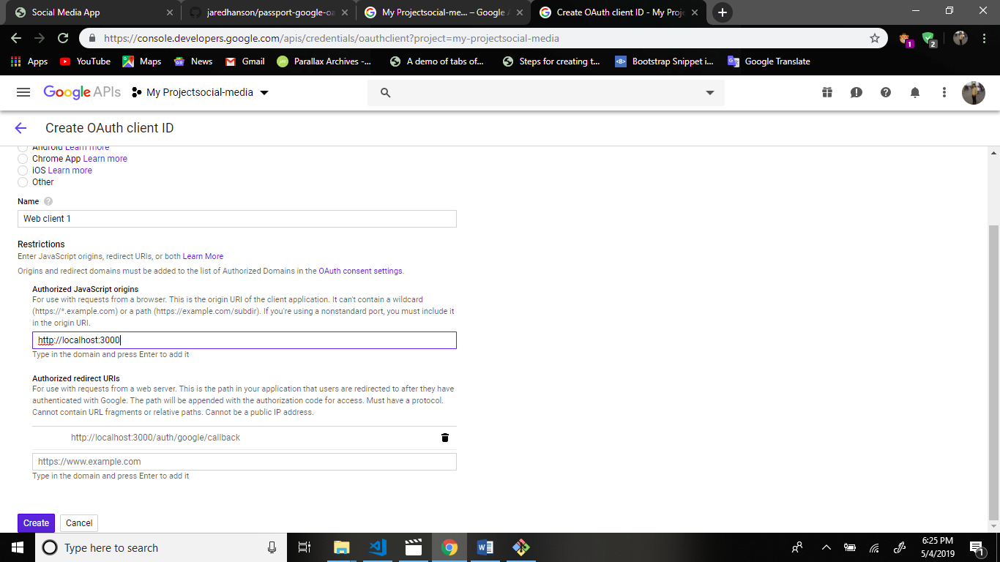 Social Media App
jaredhanson/passport-google-oa
My Projectsocial-me... – Google A
Create OAuth client ID - My Proje
https://console.developers.google.com/apis/credentials/oauthclient?project=my-projectsocial-media
1
2
Apps
YouTube
Maps
News
Gmail
Parallax Archives -...
A demo of tabs of...
Steps for creating t...
<B>
Bootstrap Snippet i...
Google Translate
Google APIs
My Projectsocial-media
Create OAuth client ID
Android Learn more
Chrome App Learn more
iOS Learn more
Other
Name
Web client 1
Restrictions
Enter JavaScript origins, redirect URIs, or both Learn More
Origins and redirect domains must be added to the list of Authorized Domains in the OAuth consent settings.
Authorized JavaScript origins
For use with requests from a browser. This is the origin URI of the client application. It can't contain a wildcard
(https://*.example.com) or a path (https://example.com/subdir). If you're using a nonstandard port, you must include it
in the origin URI.
http://localhost:3000
Type in the domain and press Enter to add it
Authorized redirect URIs
For use with requests from a web server. This is the path in your application that users are redirected to after they have
authenticated with Google. The path will be appended with the authorization code for access. Must have a protocol.
Cannot contain URL fragments or relative paths. Cannot be a public IP address.
http://localhost:3000/auth/google/callback
https://www.example.com
Type in the domain and press Enter to add it
Create
Cancel
Type here to search
6:25 PM
5/4/2019
1